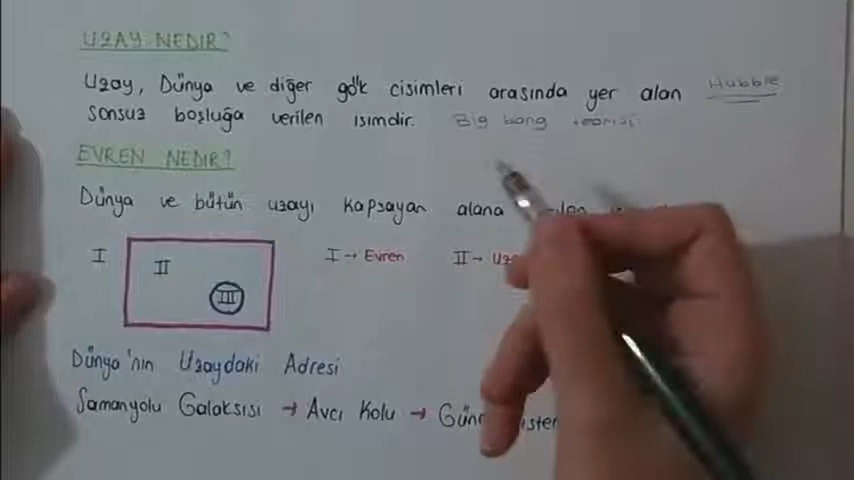 UZAY NEDİR?
Uzay, Dünya ve diğer gök cisimleri arasında yer alan Hubble
sonsuz boşluğa verilen isimdir. Big bang teorisi
EVREN NEDİR?
Dünya ve bütün uzayı kapsayan alana
I II III I → Evren II →
Dünya'nın Uzaydaki Adresi
Samanyolu Galaksisi → Avcı Kolu →